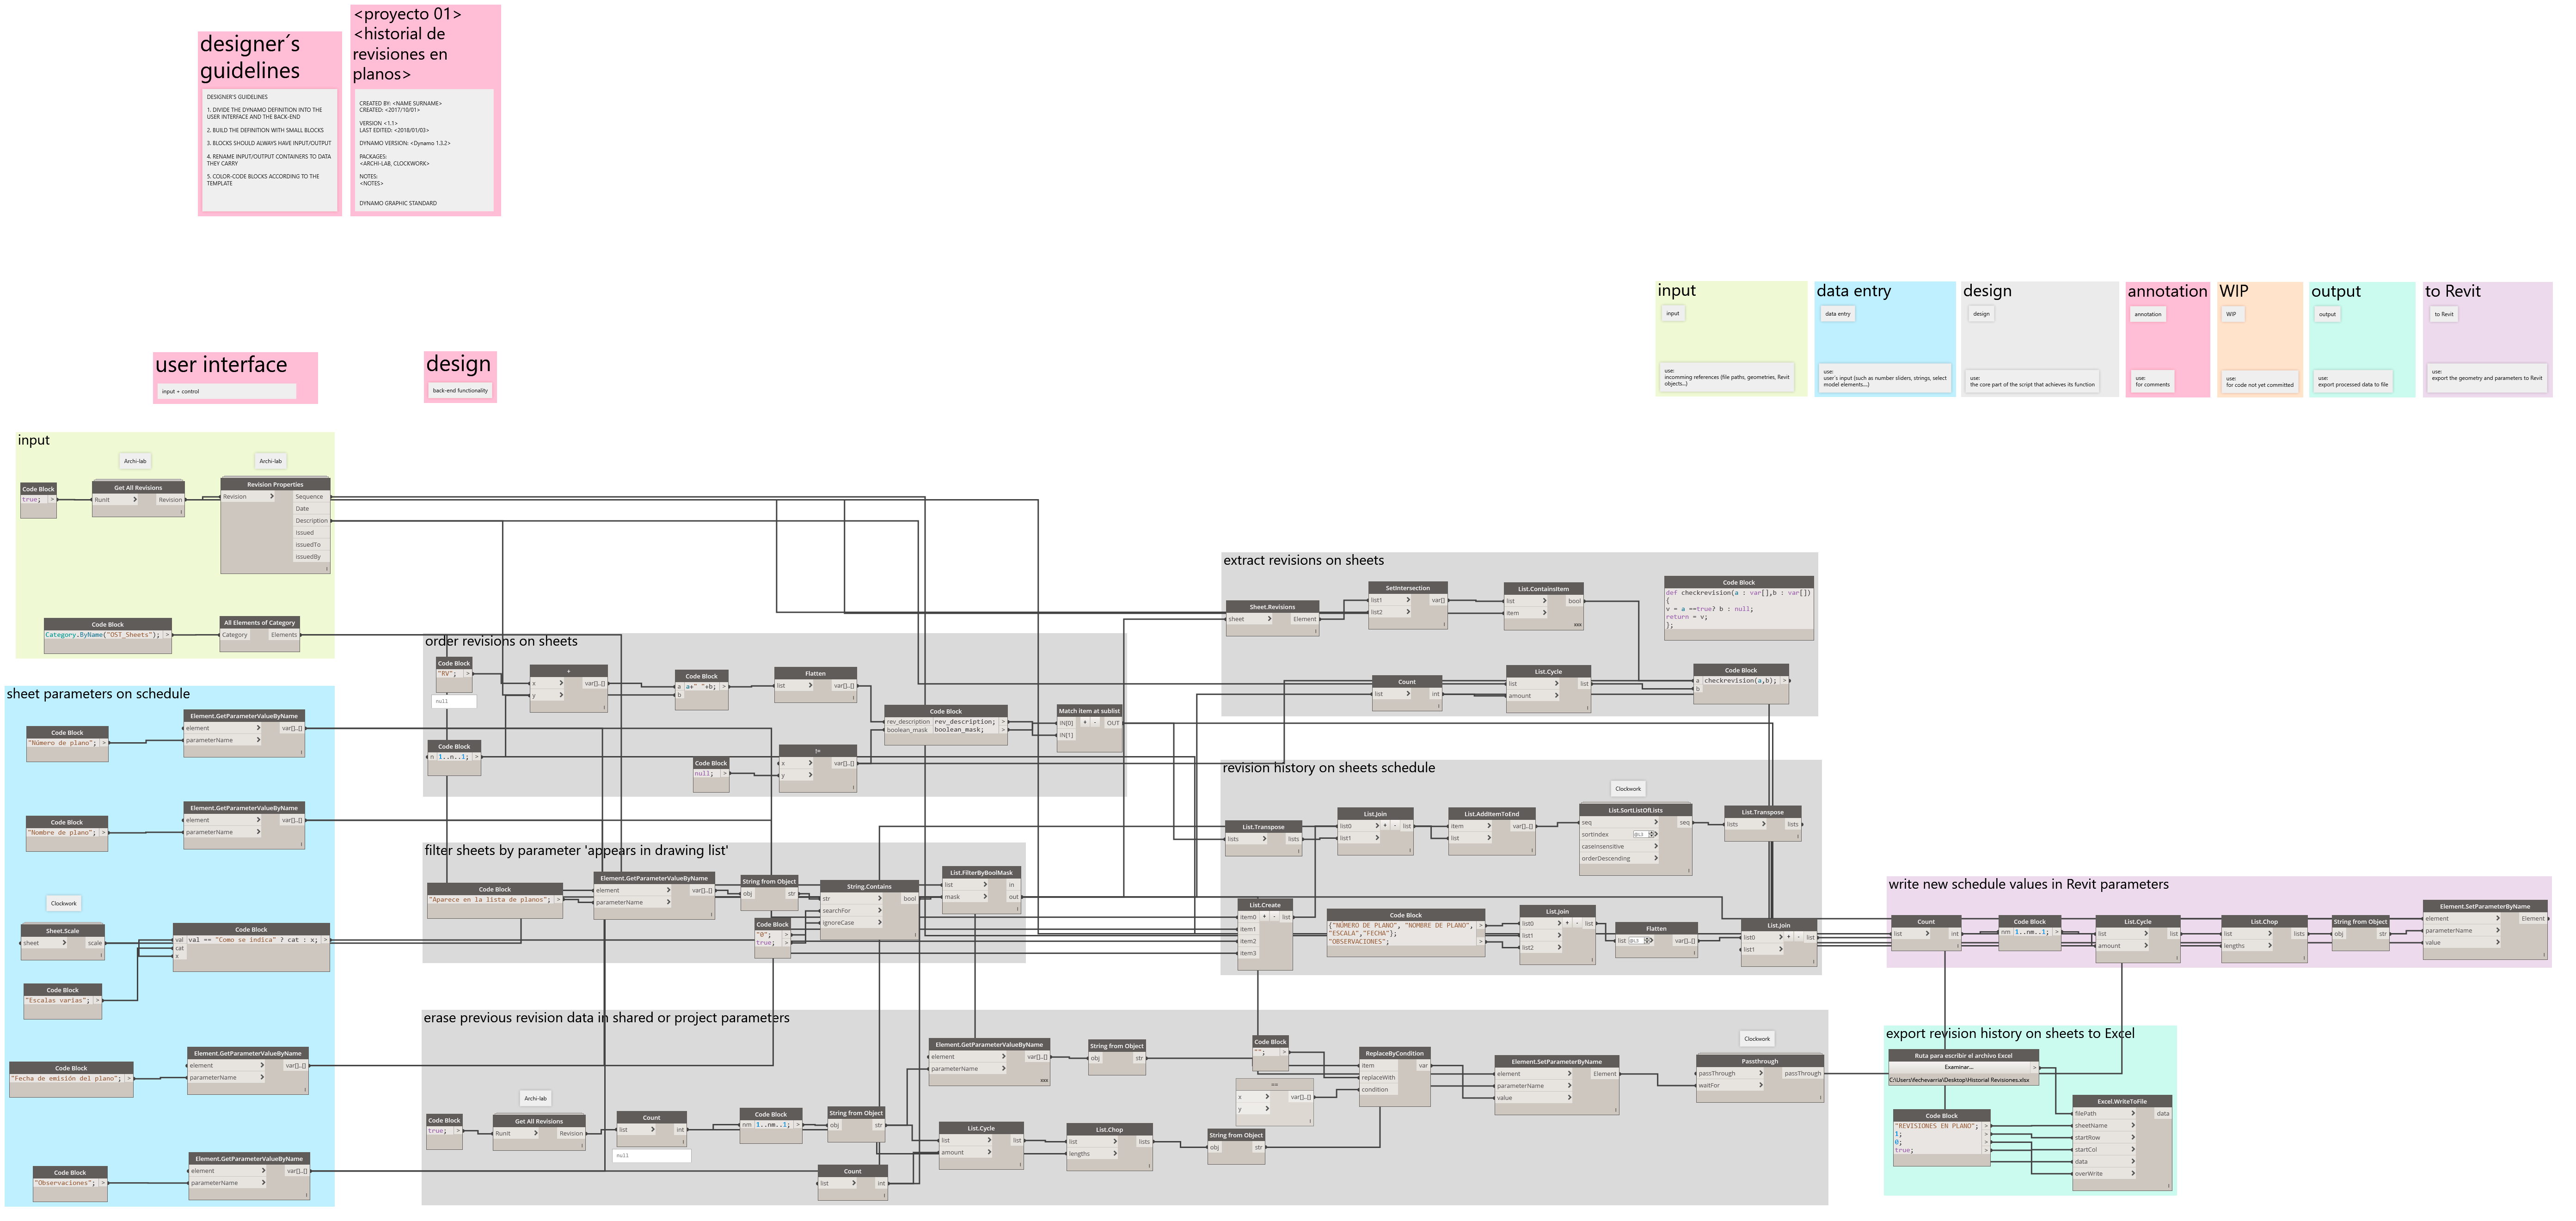 designer´s
guidelines
DESIGNER'S GUIDELINES
1. DIVIDE THE DYNAMO DEFINITION INTO THE
USER INTERFACE AND THE BACK-END
2. BUILD THE DEFINITION WITH SMALL BLOCKS
3. BLOCKS SHOULD ALWAYS HAVE INPUT/OUTPUT
4. RENAME INPUT/OUTPUT CONTAINERS TO DATA
THEY CARRY
5. COLOR-CODE BLOCKS ACCORDING TO THE
TEMPLATE
<proyecto 01>
<historial de
revisiones en
planos>
CREATED BY: <NAME SURNAME>
CREATED: <2017/10/01>
VERSION <1.1>
LAST EDITED: <2018/01/03>
DYNAMO VERSION: <Dynamo 1.3.2>
PACKAGES:
<ARCHI-LAB, CLOCKWORK>
NOTES:
<NOTES>
DYNAMO GRAPHIC STANDARD
user interface
input + control
design
back-end functionality
input
input
use:
incomming references (file paths, geometries, Revit
objects...)
data entry
data entry
use:
user´s input (such as number sliders, strings, select
model elements....)
design
design
use:
the core part of the script that achieves its function
annotation
annotation
use:
for comments
WIP
WIP
use:
for code not yet committed
output
output
use:
export processed data to file
to Revit
to Revit
use:
export the geometry and parameters to Revit
input
Archi-lab
Archi-lab
Code Block
true; >
Get All Revisions
Runit > Revision
Revision Properties
Revision > Sequence
Date
Description
issued
issuedTo
issuedBy
Code Block
Category.ByName("OST_Sheets"); >
All Elements of Category
Category Elements
sheet parameters on schedule
Code Block
"Número de plano"; >
Element.GetParameterValueByName
element > var[]..[]
parameterName >
Code Block
"Nombre de plano"; >
Element.GetParameterValueByName
element > var[]..[]
parameterName >
Clockwork
Sheet.Scale
sheet > scale
Code Block
val val == "Como se indica" ? cat : x; >
cat
x
Code Block
"Escalas varias"; >
Code Block
"Fecha de emisión del plano"; >
Element.GetParameterValueByName
element > var[]..[]
parameterName >
Code Block
"Observaciones"; >
Element.GetParameterValueByName
element > var[]..[]
parameterName >
order revisions on sheets
Code Block
"RV"; >
null
+
x > var[]..[]
y >
Code Block
a a+" "+b; >
b
Flatten
list > var[]..[]
Code Block
n 1..n..1; >
Code Block
null; >
!=
x > var[]..[]
y >
Code Block
rev_description rev_description; >
boolean_mask boolean_mask; >
Match item at sublist
IN[0] + - OUT
IN[1]
filter sheets by parameter 'appears in drawing list'
Code Block
"Aparece en la lista de planos"; >
Element.GetParameterValueByName
element > var[]..[]
parameterName >
String from Object
obj str
Code Block
"0"; >
true; >
String.Contains
str > bool
searchFor >
ignoreCase >
List.FilterByBoolMask
list > in
mask > out
erase previous revision data in shared or project parameters
Archi-lab
Code Block
true; >
Get All Revisions
Runit > Revision
Count
list > int
null
Code Block
nm 1..nm..1; >
String from Object
obj str
Count
list > int
Element.GetParameterValueByName
element > var[]..[]
parameterName >
xxx
String from Object
obj str
List.Cycle
list > list
amount >
List.Chop
list > lists
lengths >
String from Object
obj str
Code Block
""; >
==
x > var[]..[]
y >
ReplaceByCondition
item > var
replaceWith >
condition >
Element.SetParameterByName
element > Element
parameterName >
value >
Clockwork
Passthrough
passThrough > passThrough
waitFor >
extract revisions on sheets
Sheet.Revisions
sheet > Element
SetIntersection
list1 > var[]
list2 >
List.ContainsItem
list > bool
item >
xxx
Code Block
def checkrevision(a : var[],b : var[])
{
v = a ==true? b : null;
return = v;
};
Count
list > int
List.Cycle
list > list
amount >
Code Block
a checkrevision(a,b); >
b
revision history on sheets schedule
List.Transpose
lists > lists
List.Join
list0 > + - list
list1 >
List.AddItemToEnd
item > var[]..[]
list >
Clockwork
List.SortListOfLists
seq > seq
sortindex @L3 >
caseInsensitive >
orderDescending >
List.Transpose
lists > lists
List.Create
item0 + - list
item1
item2
item3
Code Block
{"NÚMERO DE PLANO", "NOMBRE DE PLANO", >
"ESCALA","FECHA"};
"OBSERVACIONES"; >
List.Join
list0 > + - list
list1 >
list2 >
Flatten
list @L3 > var[]..[]
List.Join
list0 > + - list
list1 >
write new schedule values in Revit parameters
Count
list > int
Code Block
nm 1..nm..1; >
List.Cycle
list > list
amount >
List.Chop
list > lists
lengths >
String from Object
obj str
Element.SetParameterByName
element > Element
parameterName >
value >
export revision history on sheets to Excel
Ruta para escribir el archivo Excel
Examinar... >
C:\Users\fechevarria\Desktop\Historial Revisiones.xlsx
Code Block
"REVISIONES EN PLANO"; >
1; >
0; >
true; >
Excel.WriteToFile
filePath > data
sheetName >
startRow >
startCol >
data >
overWrite >